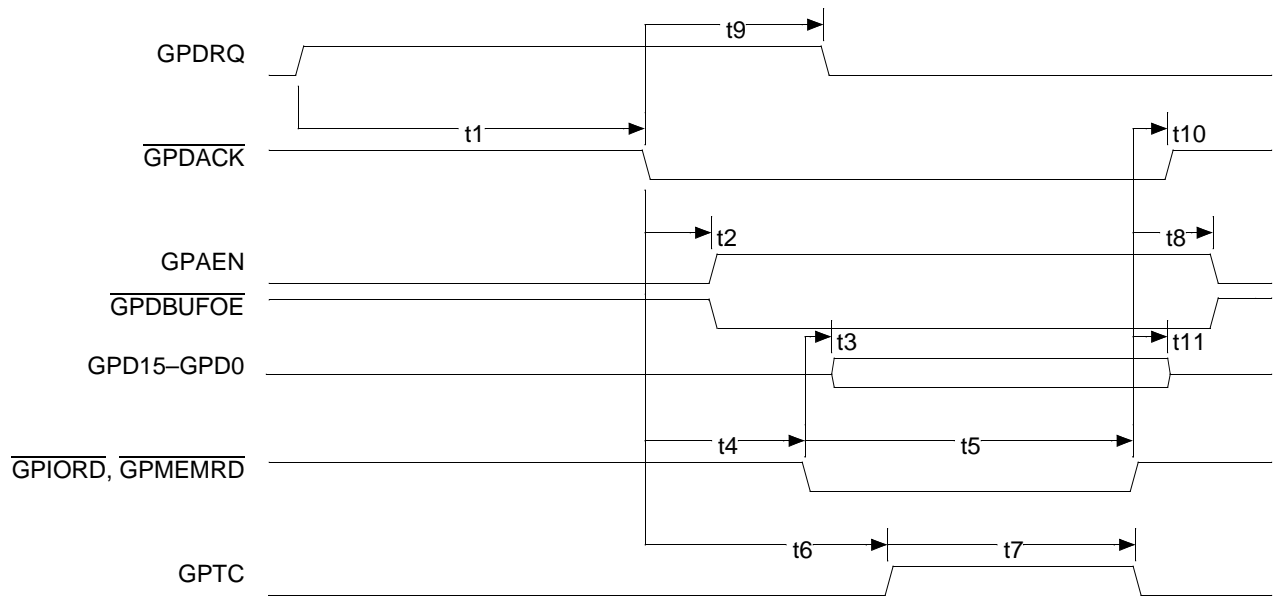 t9
GPDRQ
t1
t10
GPDACK
t2
t8
GPAEN
GPDBUFOE
t3
t11
GPD15–GPD0
t4
t5
GPIORD, GPMEMRD
t6
t7
GPTC